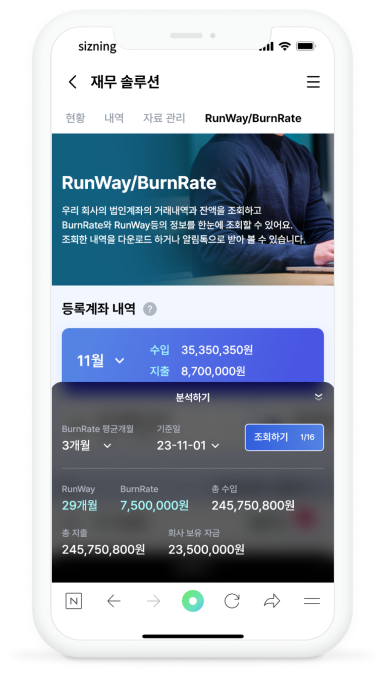 sizning
재무 솔루션
현황 내역 자료 관리 RunWay/BurnRate
RunWay/BurnRate
우리 회사의 법인계좌의 거래내역과 잔액을 조회하고
BurnRate와 RunWay등의 정보를 한눈에 조회할 수 있어요.
조회한 내역을 다운로드 하거나 알림톡으로 받아 볼 수 있습니다.
등록계좌 내역 ?
11월 수입 35,350,350원
지출 8,700,000원
분석하기
BurnRate 평균개월 기준일
3개월 23-11-01 조회하기 1/16
RunWay BurnRate 총 수입
29개월 7,500,000원 245,750,800원
총 지출 회사 보유 자금
245,750,800원 23,500,000원
N